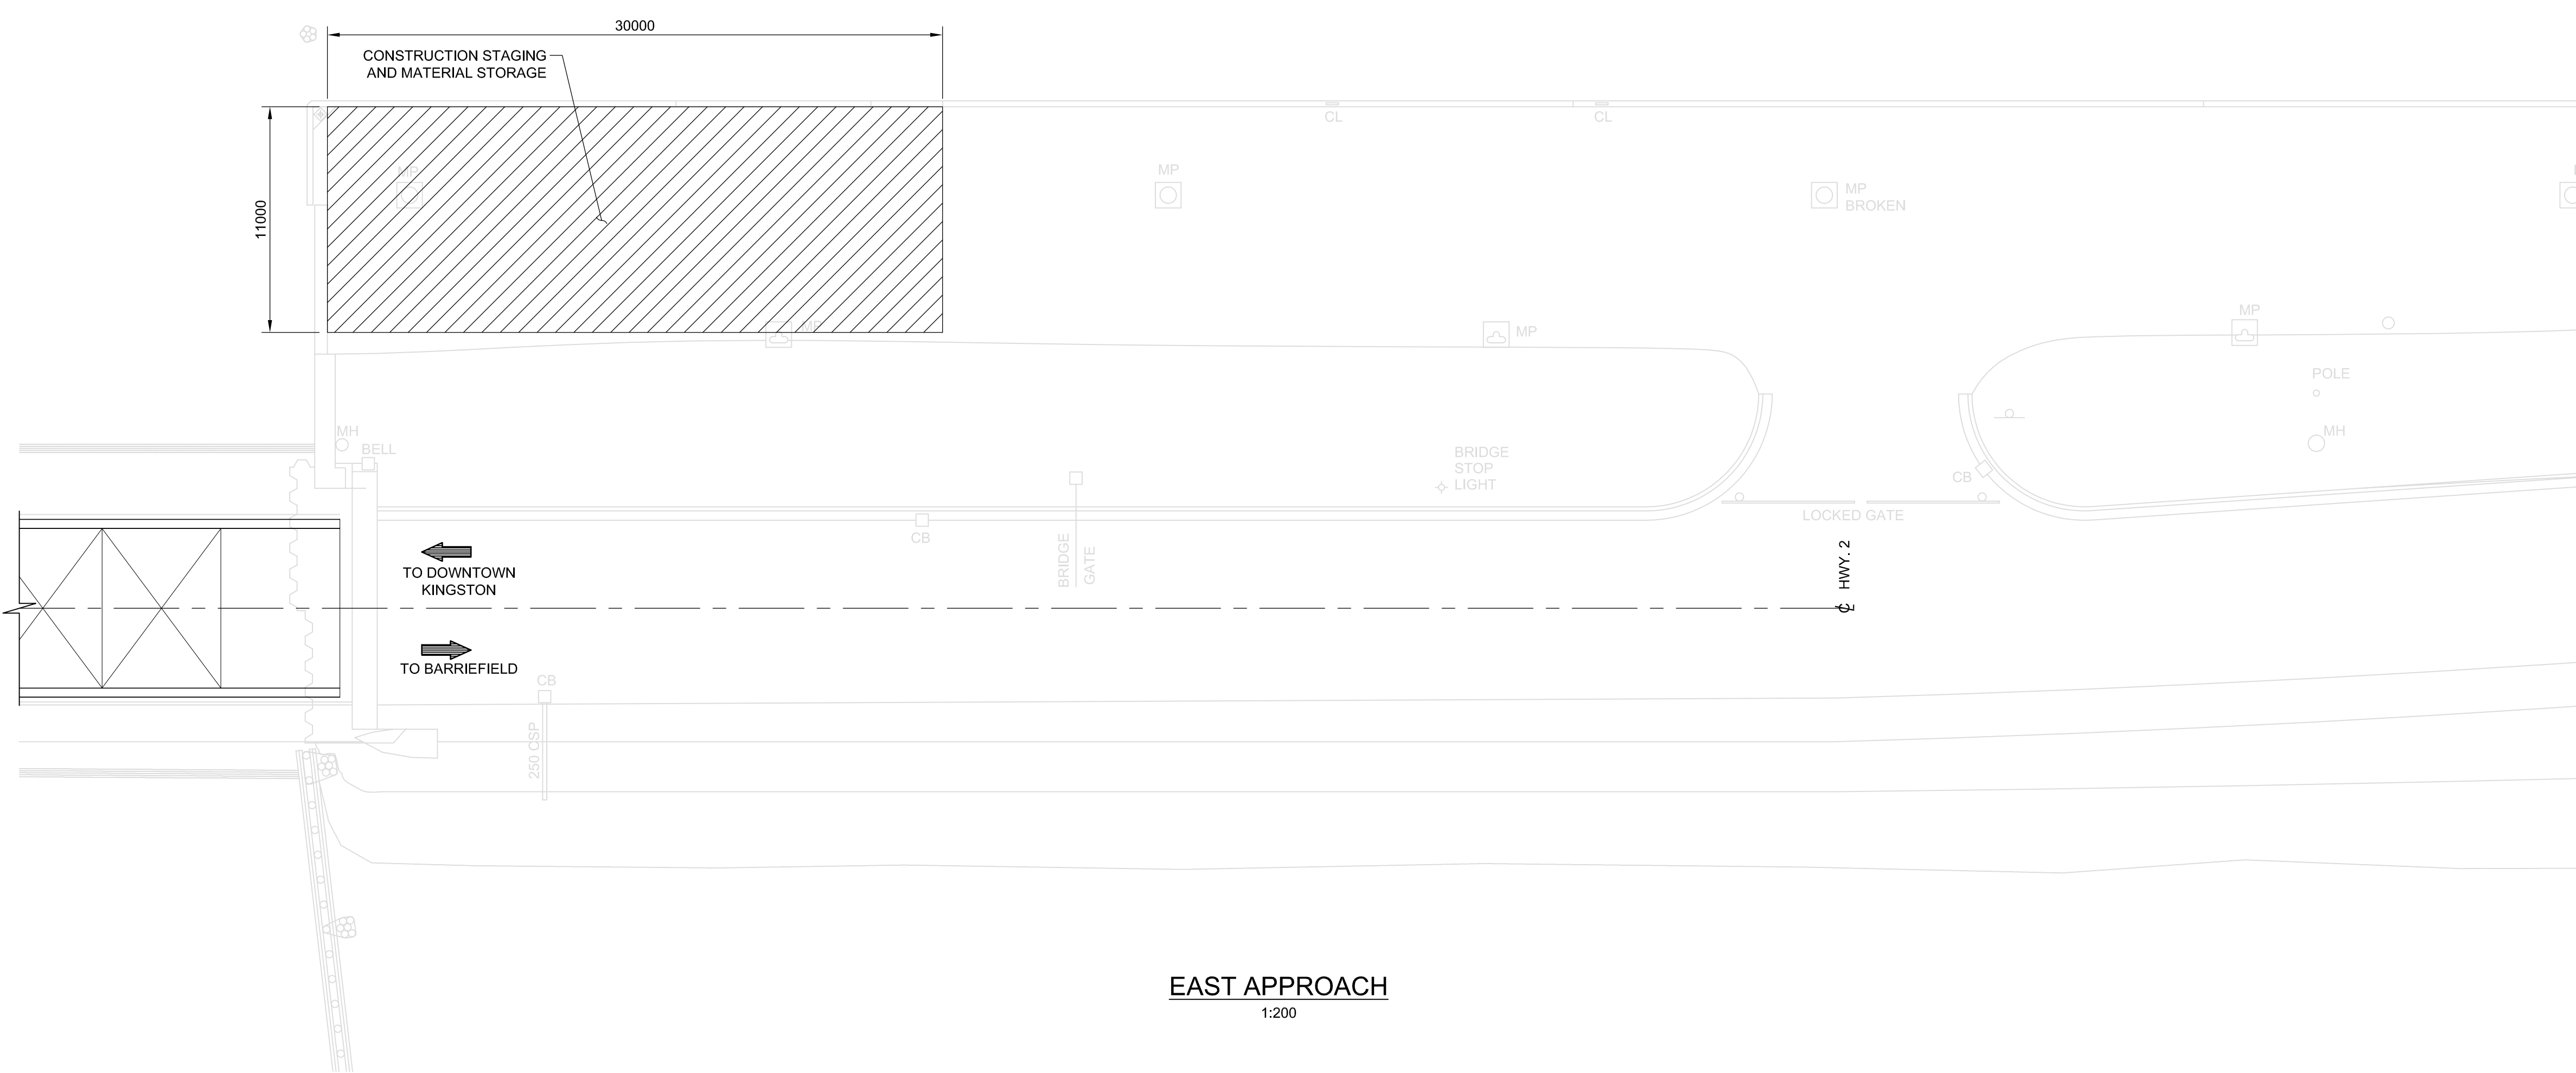 30000
CONSTRUCTION STAGING
AND MATERIAL STORAGE
11000
CL
CL
MP
MP
MP
BROKEN
MP
MP
MP
POLE
MH
BELL
MH
BRIDGE
STOP
LIGHT
CB
LOCKED GATE
CB
BRIDGE
GATE
HWY. 2
TO DOWNTOWN
KINGSTON
TO BARRIEFIELD
CB
250 CSP
EAST APPROACH
1:200